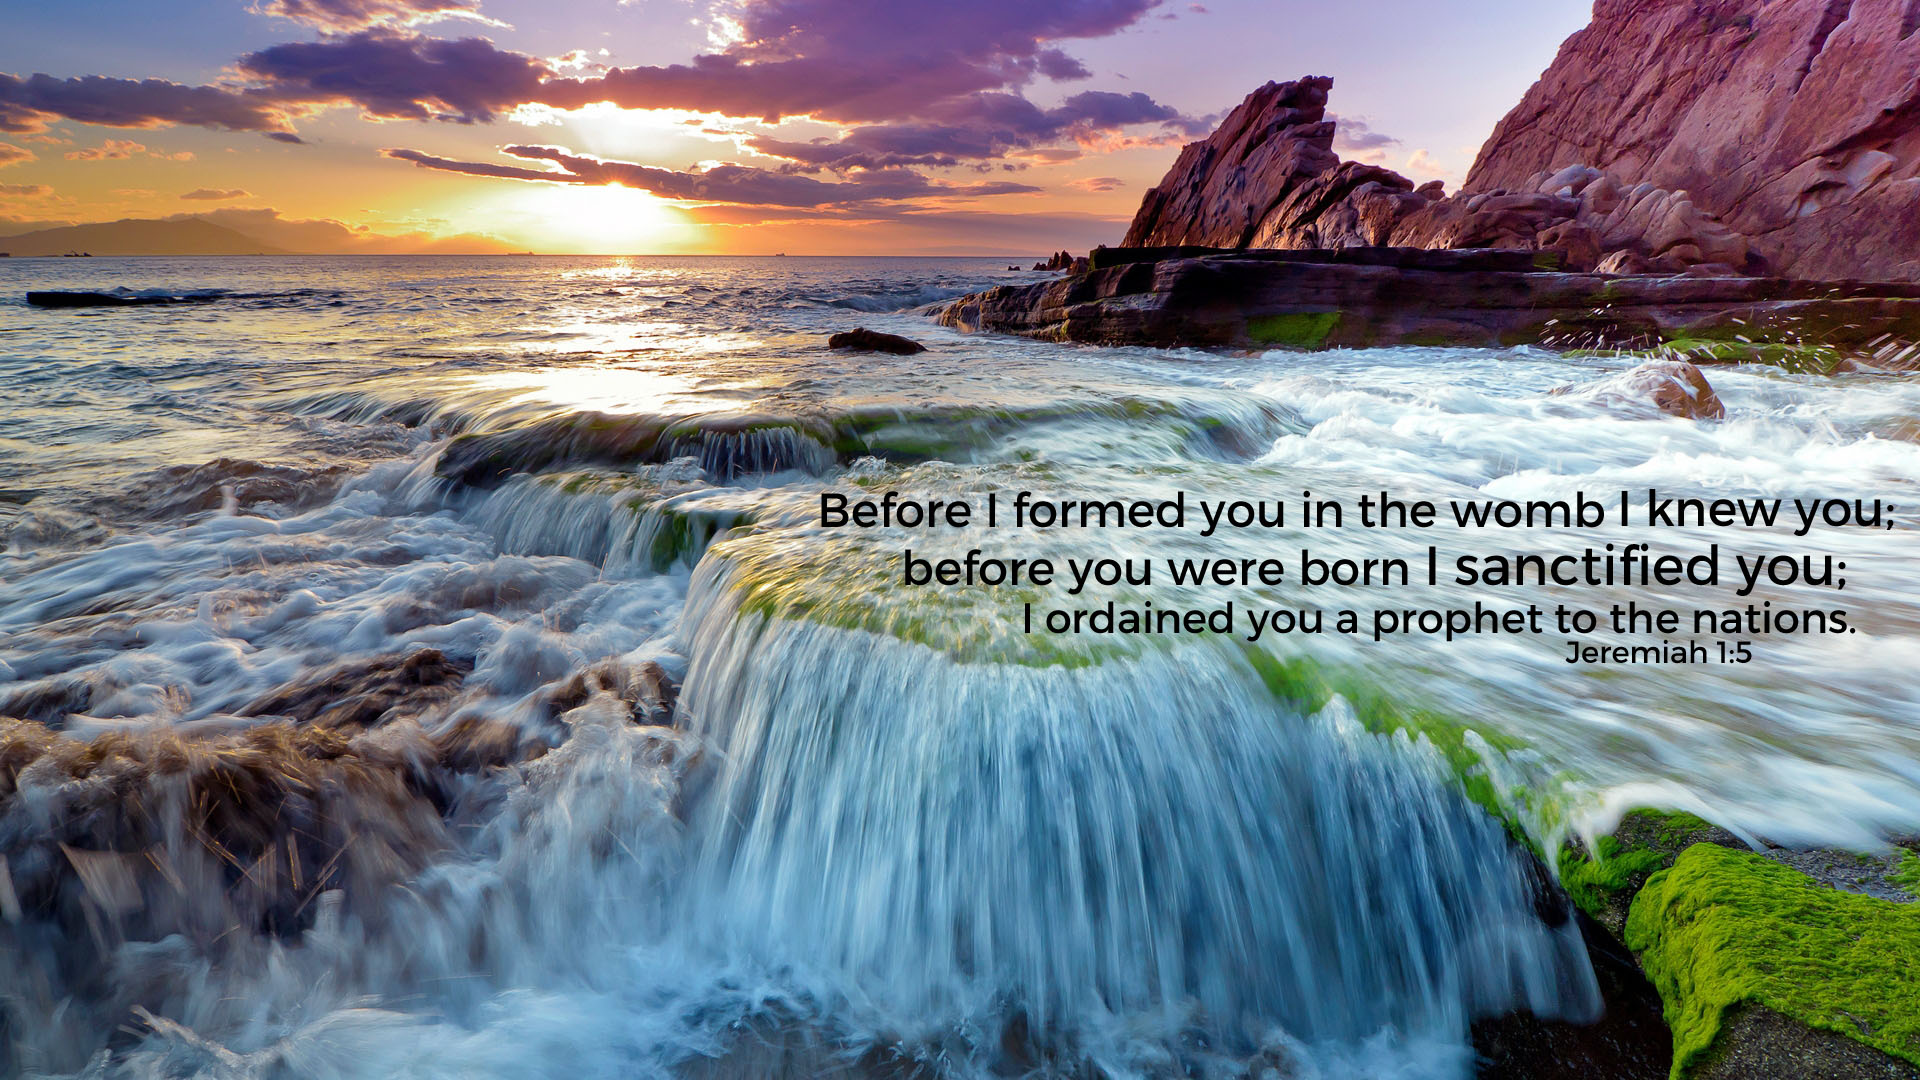 Before I formed you in the womb I knew you;
before you were born I sanctified you;
I ordained you a prophet to the nations.
Jeremiah 1:5